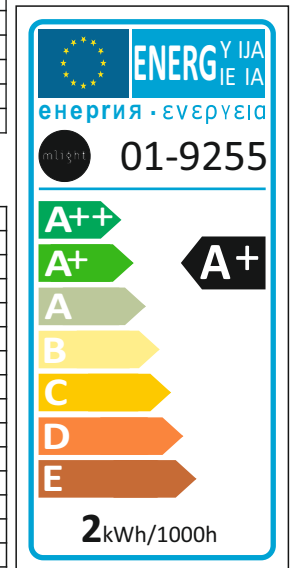 ENERG Y IJA
IE IA
енергия · ενεργεια
mlight
01-9255
A++
A+
A+
A
B
C
D
E
2kWh/1000h